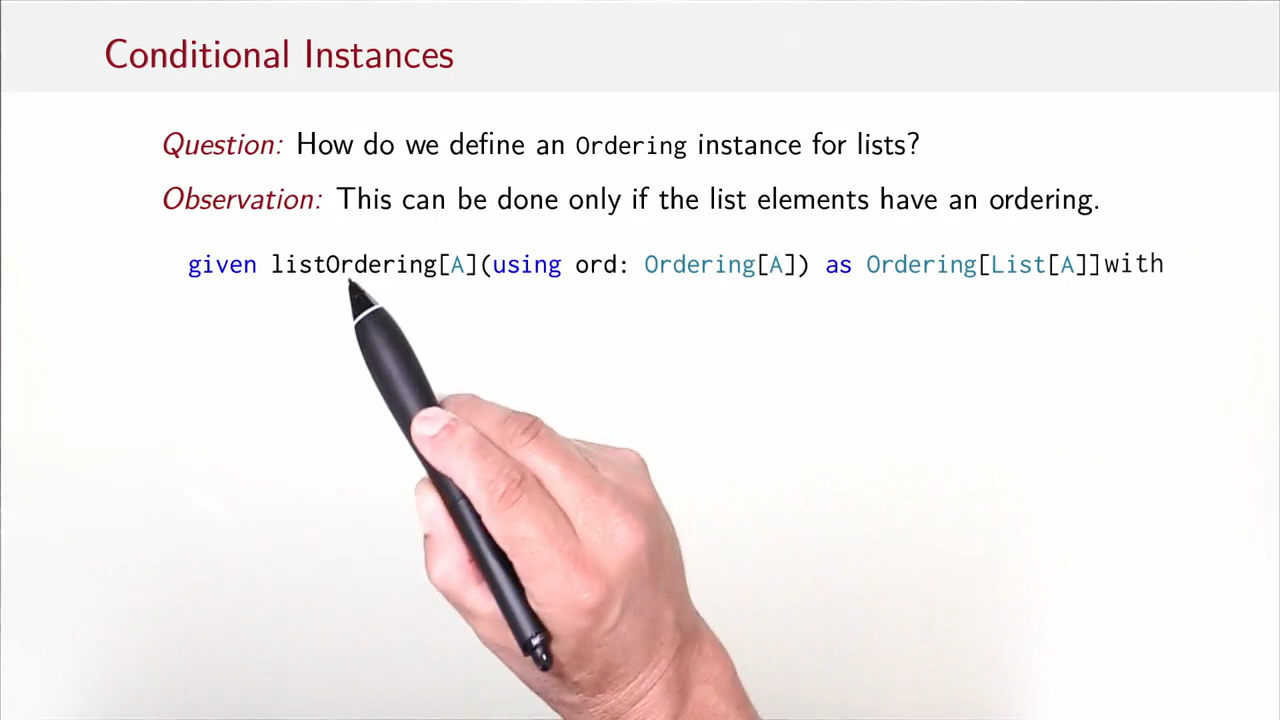 Conditional Instances
Question: How do we define an Ordering instance for lists?
Observation: This can be done only if the list elements have an ordering.
given listOrdering[A](using ord: Ordering[A]) as Ordering[List[A]]with